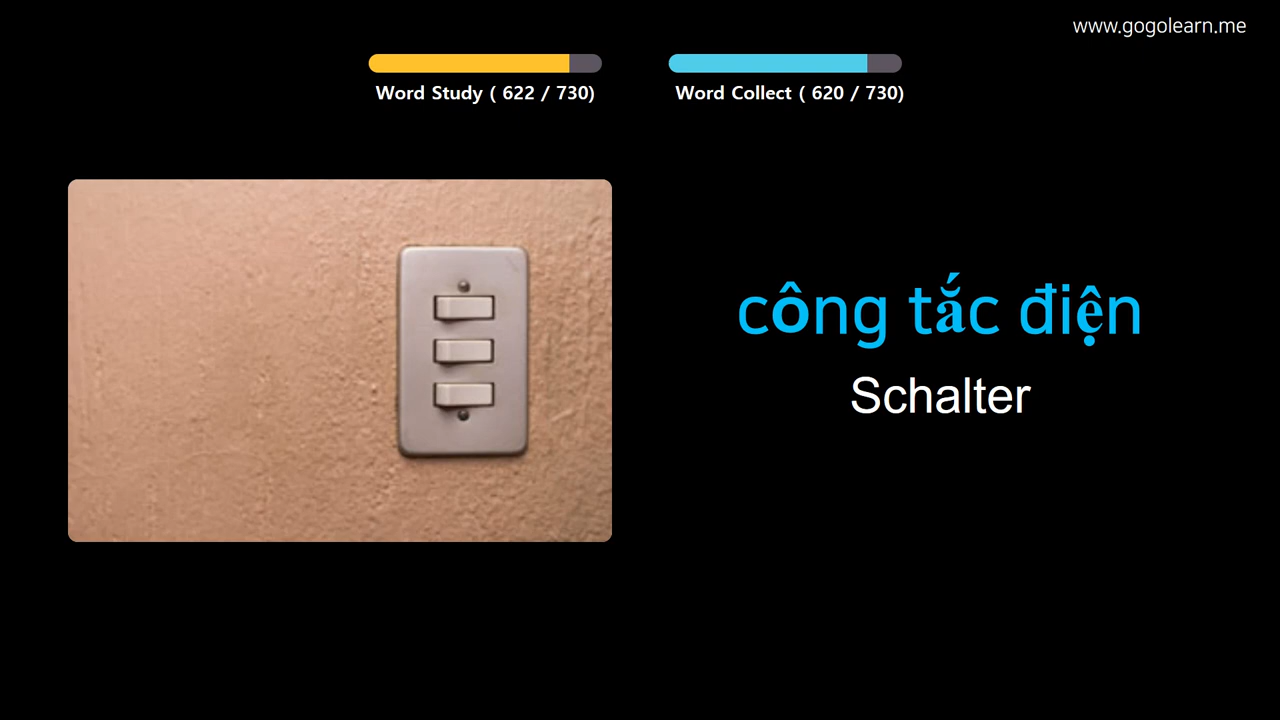 www.gogolearn.me
Word Study ( 622 / 730)
Word Collect ( 620 / 730)
công tắc điện
Schalter